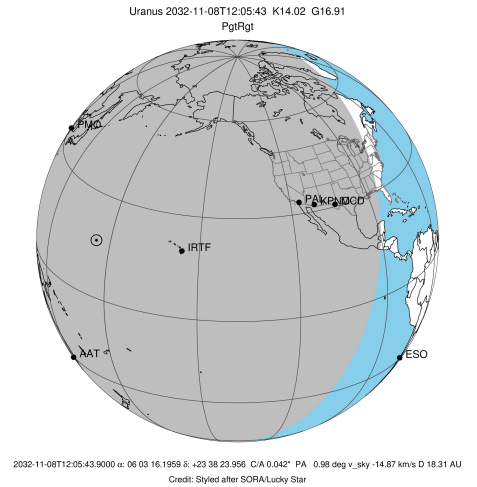 Uranus 2032-11-08T12:05:43 K14.02 G16.91
PgtRgt
PMO
PAL KPNO MCD
IRTF
AAT
ESO
2032-11-08T12:05:43.9000 α: 06 03 16.1959 δ: +23 38 23.956 C/A 0.042" PA 0.98 deg v_sky -14.87 km/s D 18.31 AU
Credit: Styled after SORA/Lucky Star